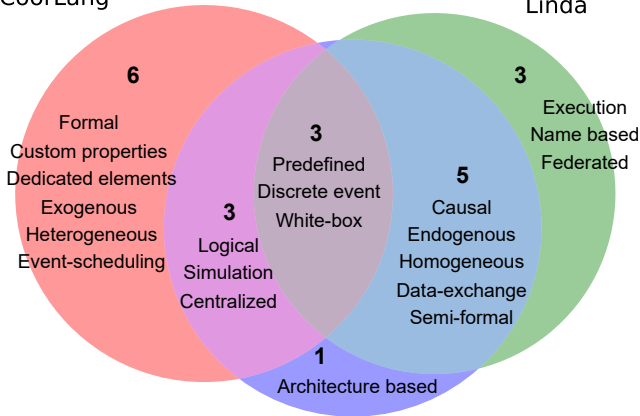 CoorLang
Linda
6
Formal
Custom properties
Dedicated elements
Exogenous
Heterogeneous
Event-scheduling
3
Logical
Simulation
Centralized
3
Predefined
Discrete event
White-box
5
Causal
Endogenous
Homogeneous
Data-exchange
Semi-formal
3
Execution
Name based
Federated
1
Architecture based